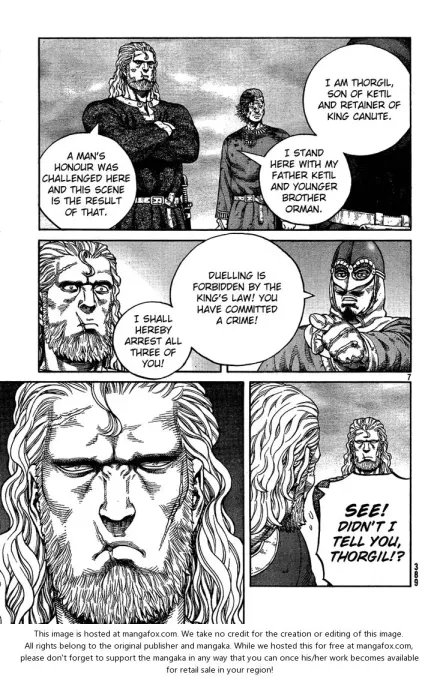 I AM THORGIL,
SON OF KETIL
AND RETAINER OF
KING CANUTE.
A MAN'S
HONOUR WAS
CHALLENGED HERE
AND THIS SCENE
IS THE RESULT
OF THAT.
I STAND
HERE WITH MY
FATHER KETIL
AND YOUNGER
BROTHER
ORMAN.
DUELLING IS
FORBIDDEN BY THE
KING'S LAW! YOU
HAVE COMMITTED
A CRIME!
I SHALL
HEREBY
ARREST ALL
THREE OF
YOU!
7
SEE!
DIDN'T I
TELL YOU,
THORGIL!?
389
This image is hosted at mangafox.com. We take no credit for the creation or editing of this image.
All rights belong to the original publisher and mangaka. While we hosted this for free at mangafox.com,
please don't forget to support the mangaka in any way that you can once his/her work becomes available
for retail sale in your region!